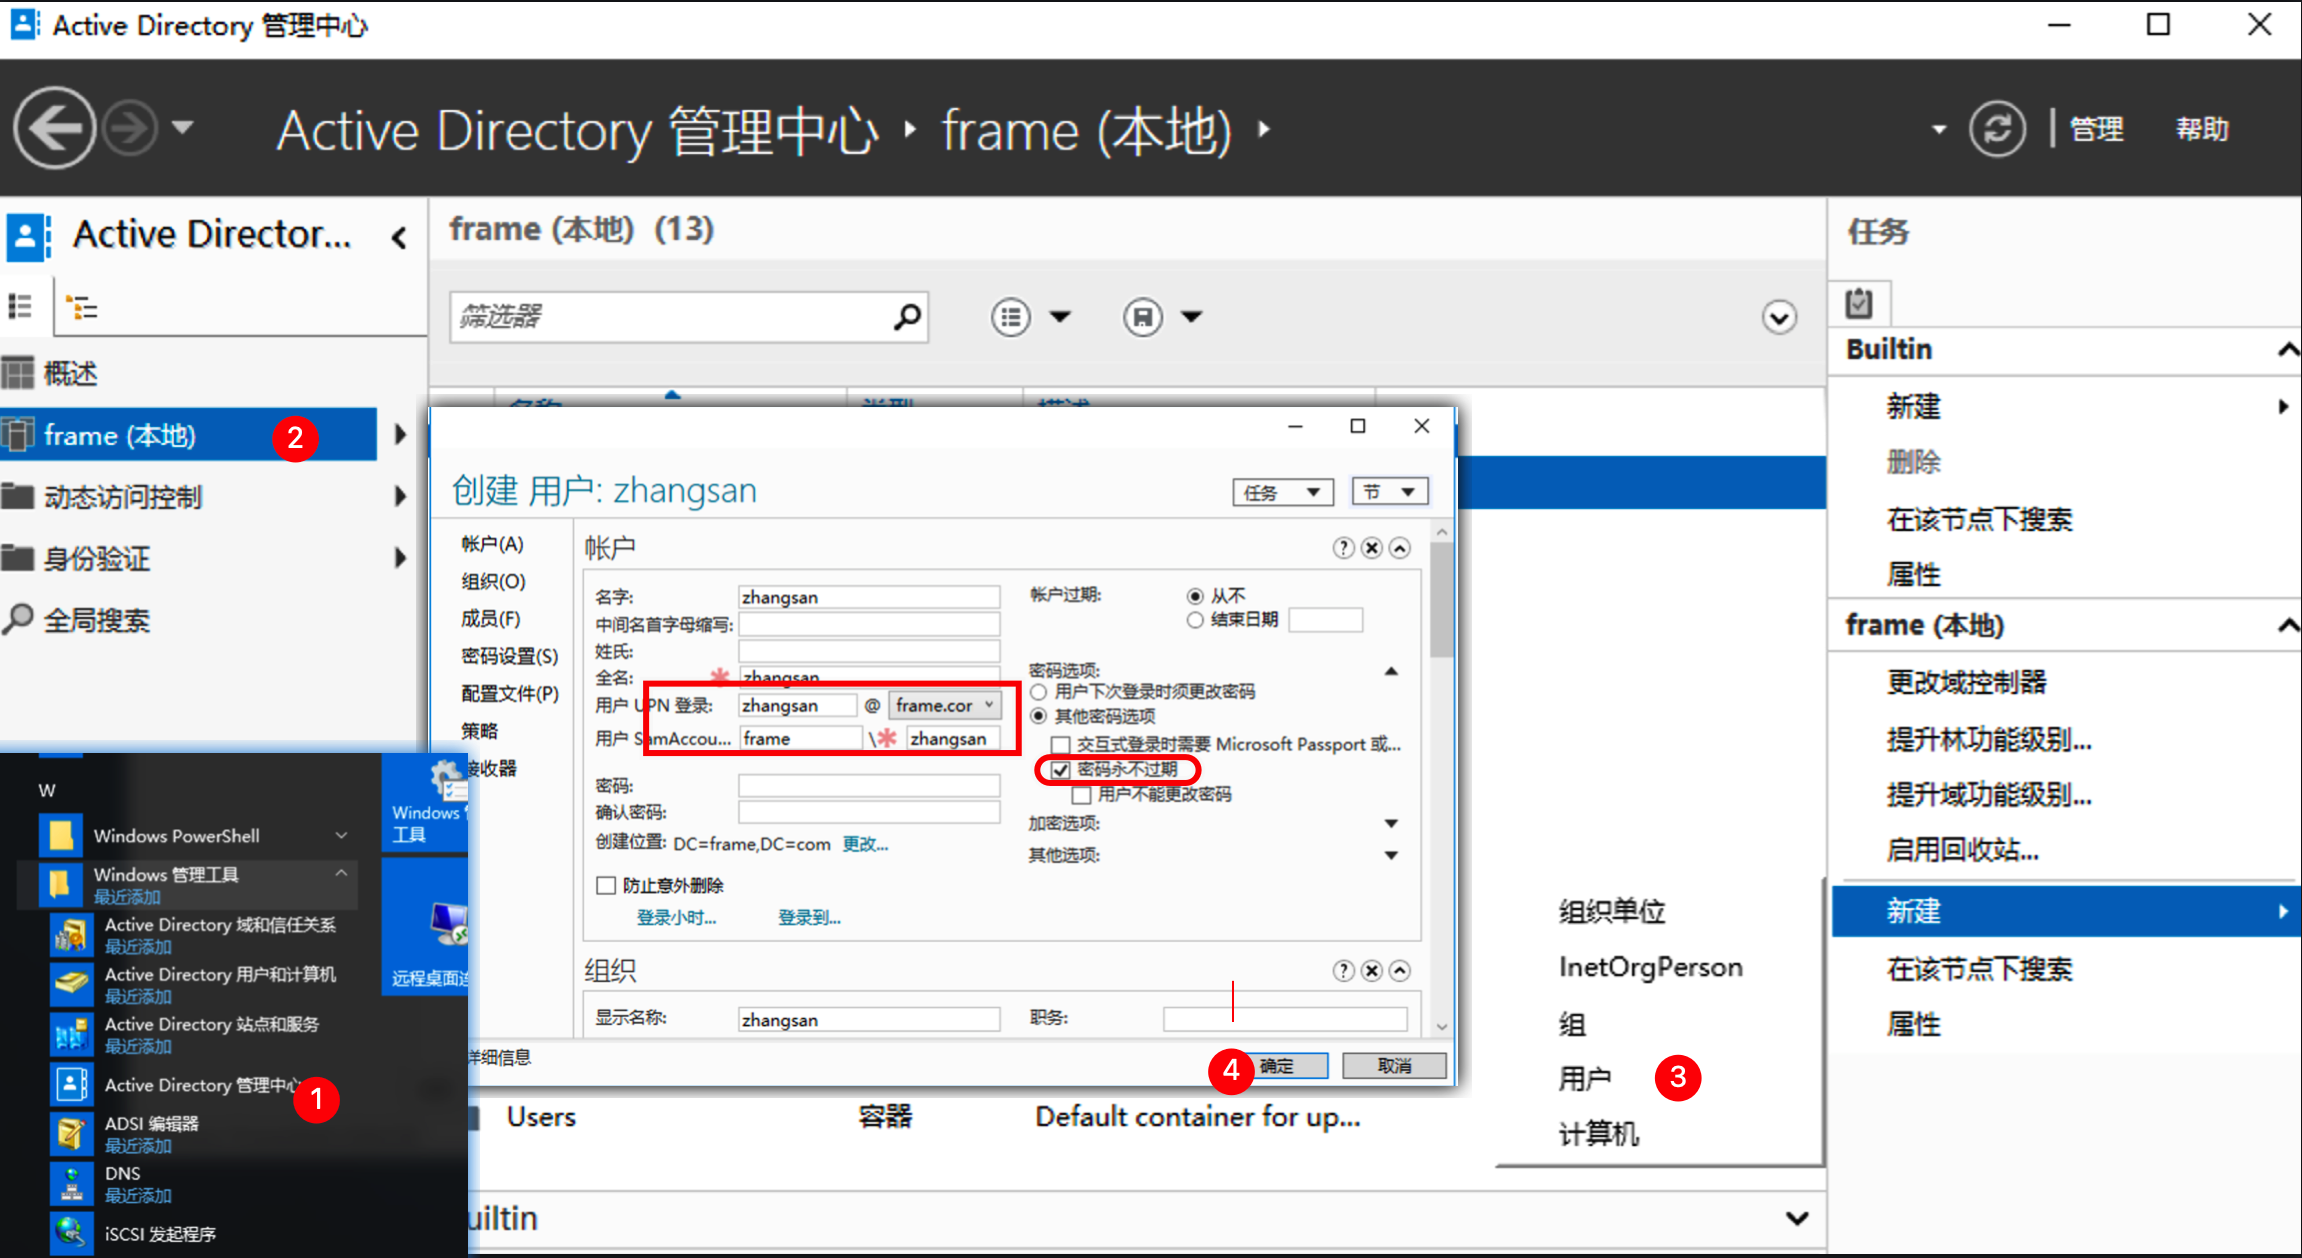 Active Directory 管理中心
Active Directory 管理中心 frame (本地)
管理 帮助
Active Director...
概述
frame (本地)
2
动态访问控制
身份验证
全局搜索
frame (本地) (13)
筛选器
名称 类型 描述
创建 用户: zhangsan
任务 节
帐户(A)
组织(O)
成员(F)
密码设置(S)
配置文件(P)
策略
接收器
帐户
名字: zhangsan
中间名首字母缩写:
姓氏:
全名: * zhangsan
用户 UPN 登录: zhangsan @ frame.cor
用户 SamAccou... frame \* zhangsan
密码:
确认密码:
创建位置: DC=frame,DC=com 更改...
防止意外删除
登录小时... 登录到...
帐户过期: 从不
结束日期
密码选项:
用户下次登录时须更改密码
其他密码选项
交互式登录时需要 Microsoft Passport 或...
密码永不过期
用户不能更改密码
加密选项:
其他选项:
组织
显示名称: zhangsan 职务:
详细信息
4
确定 取消
Users 容器 Default container for up...
uiltin
组织单位
InetOrgPerson
组
用户 3
计算机
任务
Builtin
新建
删除
在该节点下搜索
属性
frame (本地)
更改域控制器
提升林功能级别...
提升域功能级别...
启用回收站...
新建
在该节点下搜索
属性
W
Windows PowerShell
Windows 管理工具
最近添加
Active Directory 域和信任关系
最近添加
Active Directory 用户和计算机
最近添加
Active Directory 站点和服务
最近添加
Active Directory 管理中心
1
ADSI 编辑器
最近添加
DNS
最近添加
iSCSI 发起程序
Windows
工具
远程桌面连